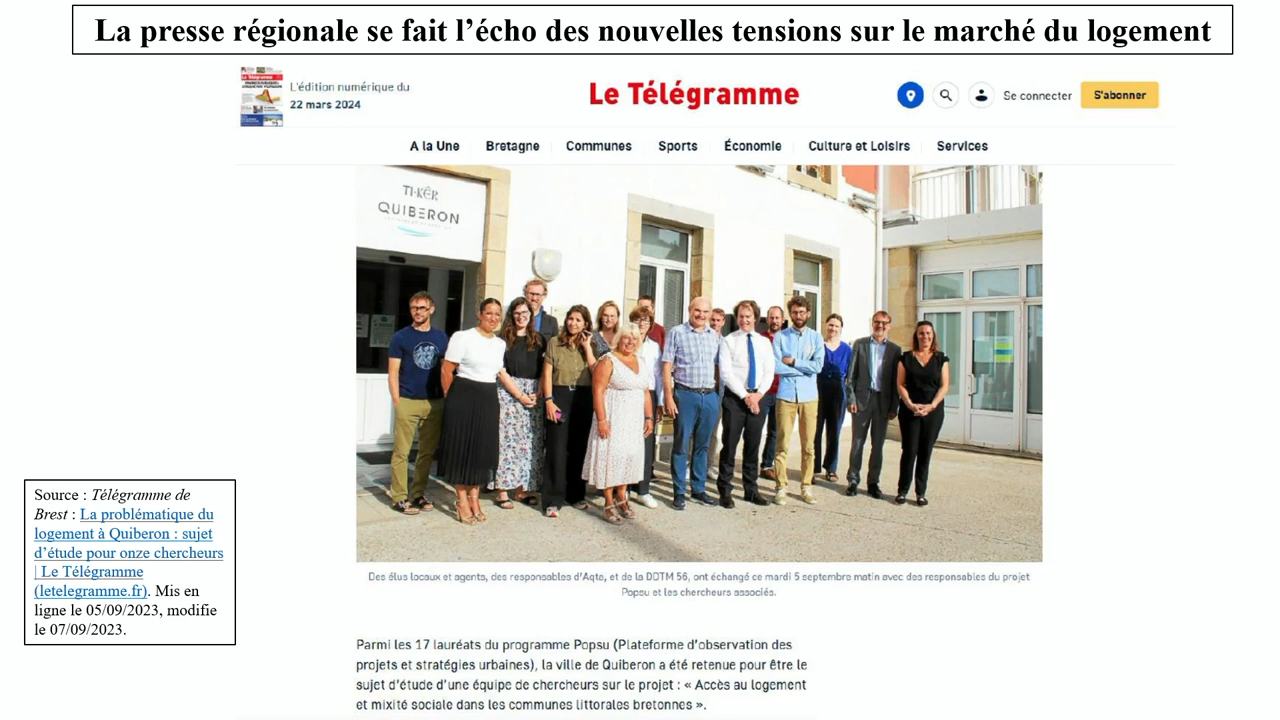 La presse régionale se fait l’écho des nouvelles tensions sur le marché du logement
L'édition numérique du
22 mars 2024
Le Télégramme
Se connecter
S'abonner
A la Une
Bretagne
Communes
Sports
Économie
Culture et Loisirs
Services
TI-KÊR
QUIBERON
Des élus locaux et agents, des responsables d'Aqta, et de la DDTM 56, ont échangé ce mardi 5 septembre matin avec des responsables du projet
Popsu et les chercheurs associés.
Source : Télégramme de
Brest : La problématique du
logement à Quiberon : sujet
d’étude pour onze chercheurs
| Le Télégramme
(letelegramme.fr). Mis en
ligne le 05/09/2023, modifie
le 07/09/2023.
Parmi les 17 lauréats du programme Popsu (Plateforme d'observation des
projets et stratégies urbaines), la ville de Quiberon a été retenue pour être le
sujet d'étude d'une équipe de chercheurs sur le projet : « Accès au logement
et mixité sociale dans les communes littorales bretonnes ».